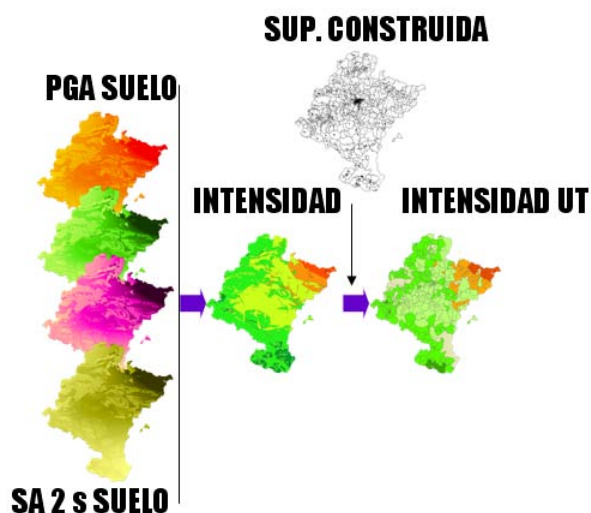 SUP. CONSTRUIDA
PGA SUELO
INTENSIDAD
INTENSIDAD UT
SA 2 s SUELO